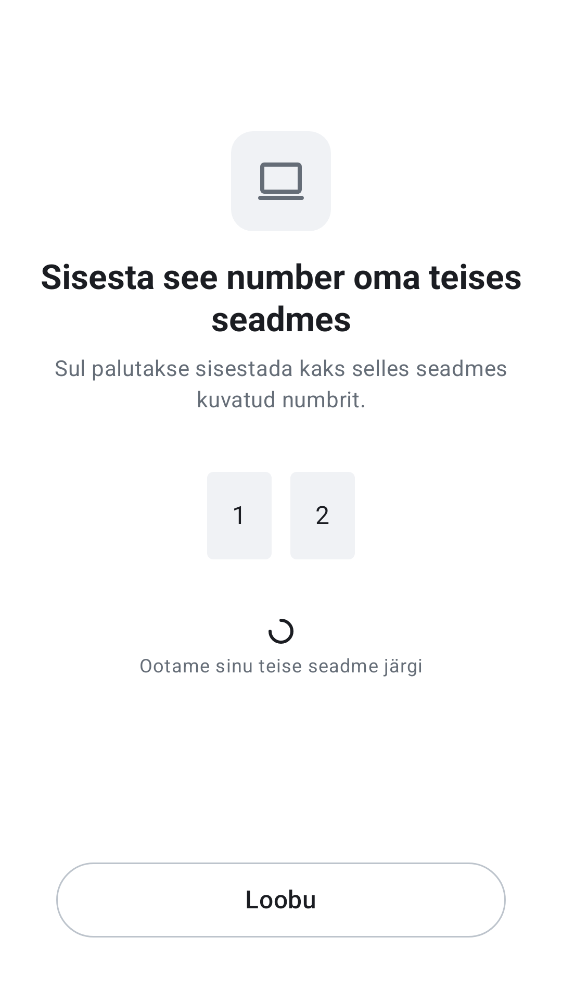 Sisesta see number oma teises
seadmes
Sul palutakse sisestada kaks selles seadmes
kuvatud numbrit.
1 2
Ootame sinu teise seadme järgi
Loobu